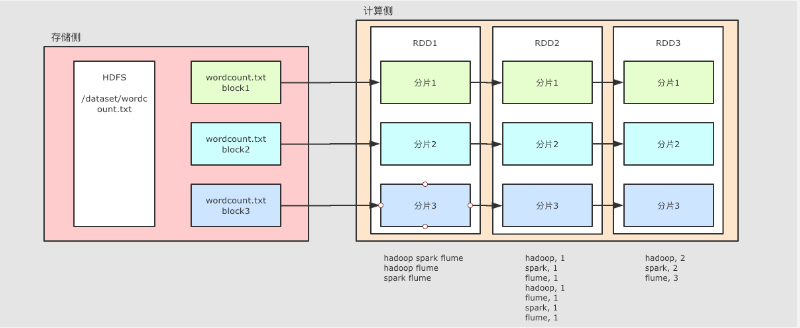 存储侧
计算侧
HDFS
/dataset/wordc
ount.txt
wordcount.txt
block1
wordcount.txt
block2
wordcount.txt
block3
RDD1
分片1
分片2
分片3
RDD2
分片1
分片2
分片3
RDD3
分片1
分片2
分片3
hadoop spark flume
hadoop flume
spark flume
hadoop, 1
spark, 1
flume, 1
hadoop, 1
flume, 1
spark, 1
flume, 1
hadoop, 2
spark, 2
flume, 3